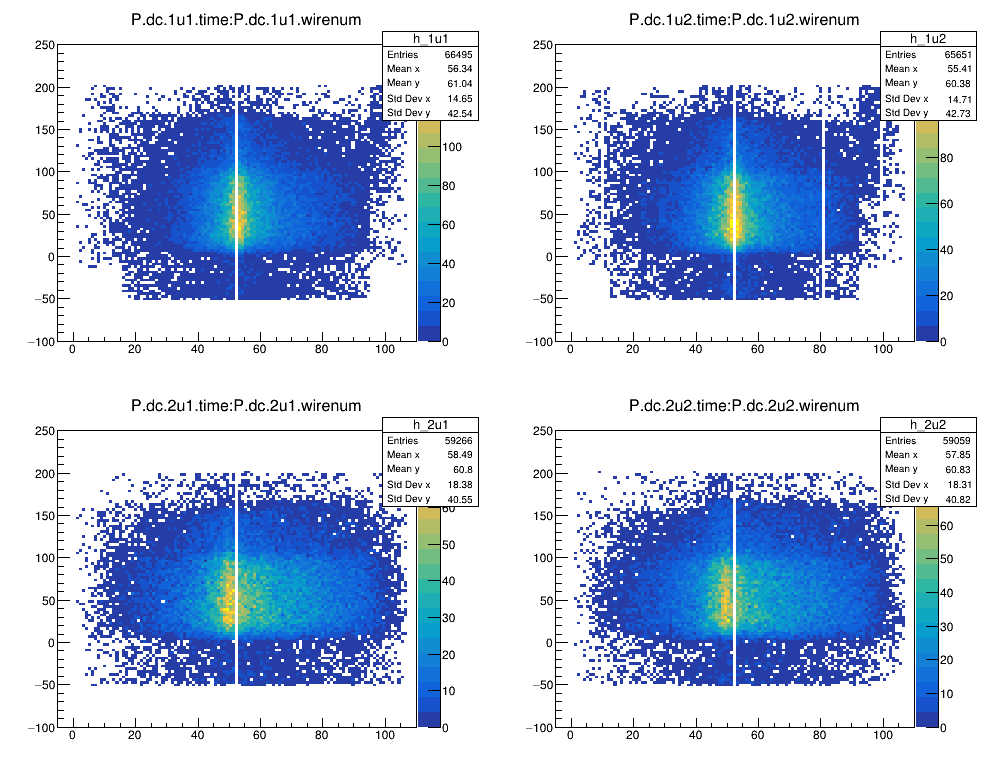 P.dc.1u1.time:P.dc.1u1.wirenum
h_1u1
Entries 66495
Mean x 56.34
Mean y 61.04
Std Dev x 14.65
Std Dev y 42.54
250
200
150
100
50
0
−50
−100
0 20 40 60 80 100
100
80
60
40
20
0
P.dc.1u2.time:P.dc.1u2.wirenum
h_1u2
Entries 65651
Mean x 55.41
Mean y 60.38
Std Dev x 14.71
Std Dev y 42.73
250
200
150
100
50
0
−50
−100
0 20 40 60 80 100
80
60
40
20
0
P.dc.2u1.time:P.dc.2u1.wirenum
h_2u1
Entries 59266
Mean x 58.49
Mean y 60.8
Std Dev x 18.38
Std Dev y 40.55
250
200
150
100
50
0
−50
−100
0 20 40 60 80 100
60
50
40
30
20
10
0
P.dc.2u2.time:P.dc.2u2.wirenum
h_2u2
Entries 59059
Mean x 57.85
Mean y 60.83
Std Dev x 18.31
Std Dev y 40.82
250
200
150
100
50
0
−50
−100
0 20 40 60 80 100
60
50
40
30
20
10
0